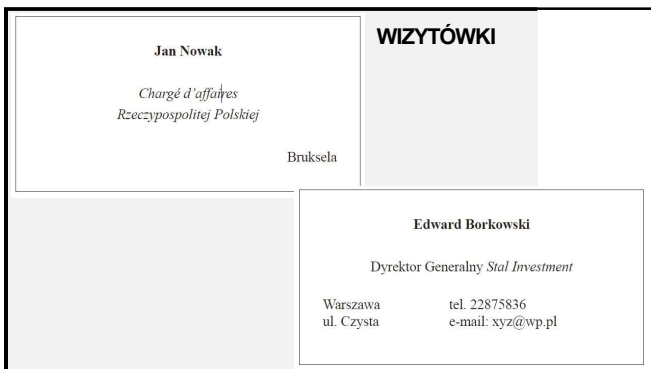 WIZYTÓWKI
Jan Nowak
Chargé d'affaires
Rzeczypospolitej Polskiej
Bruksela
Edward Borkowski
Dyrektor Generalny Stal Investment
Warszawa tel. 22875836
ul. Czysta e-mail: xyz@wp.pl